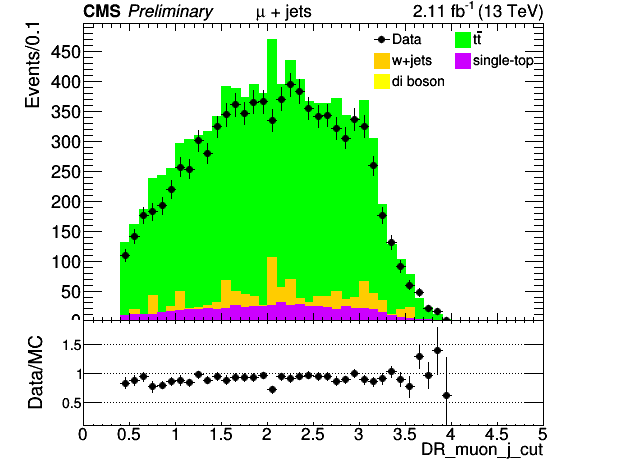 CMS Preliminary μ + jets 2.11 fb⁻¹ (13 TeV)
Events/0.1
450
400
350
300
250
200
150
100
50
0
Data
tt̄
w+jets
single-top
di boson
Data/MC
1.5
1
0.5
0 0.5 1 1.5 2 2.5 3 3.5 4 4.5 5
DR_muon_j_cut